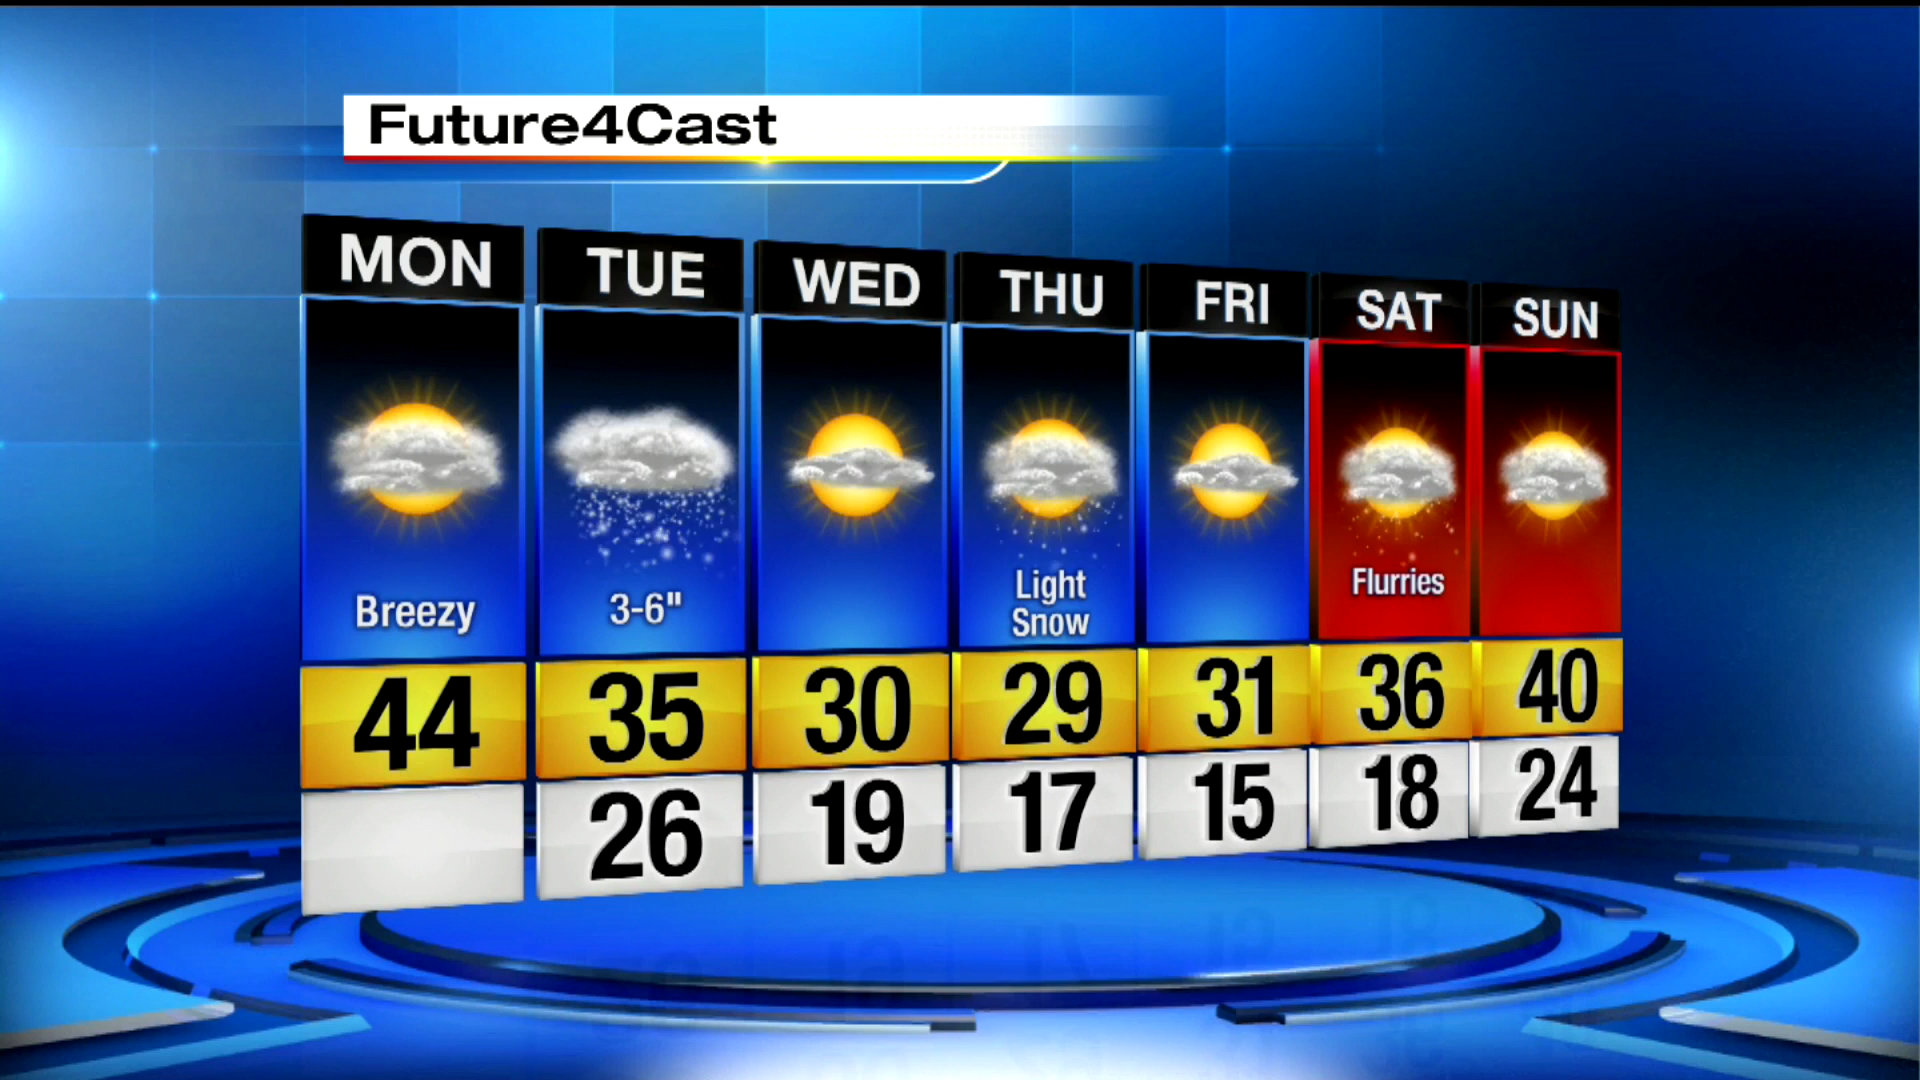 Future4Cast
MON TUE WED THU FRI SAT SUN
Breezy 3-6" Light Snow Flurries
44 35 30 29 31 36 40
26 19 17 15 18 24